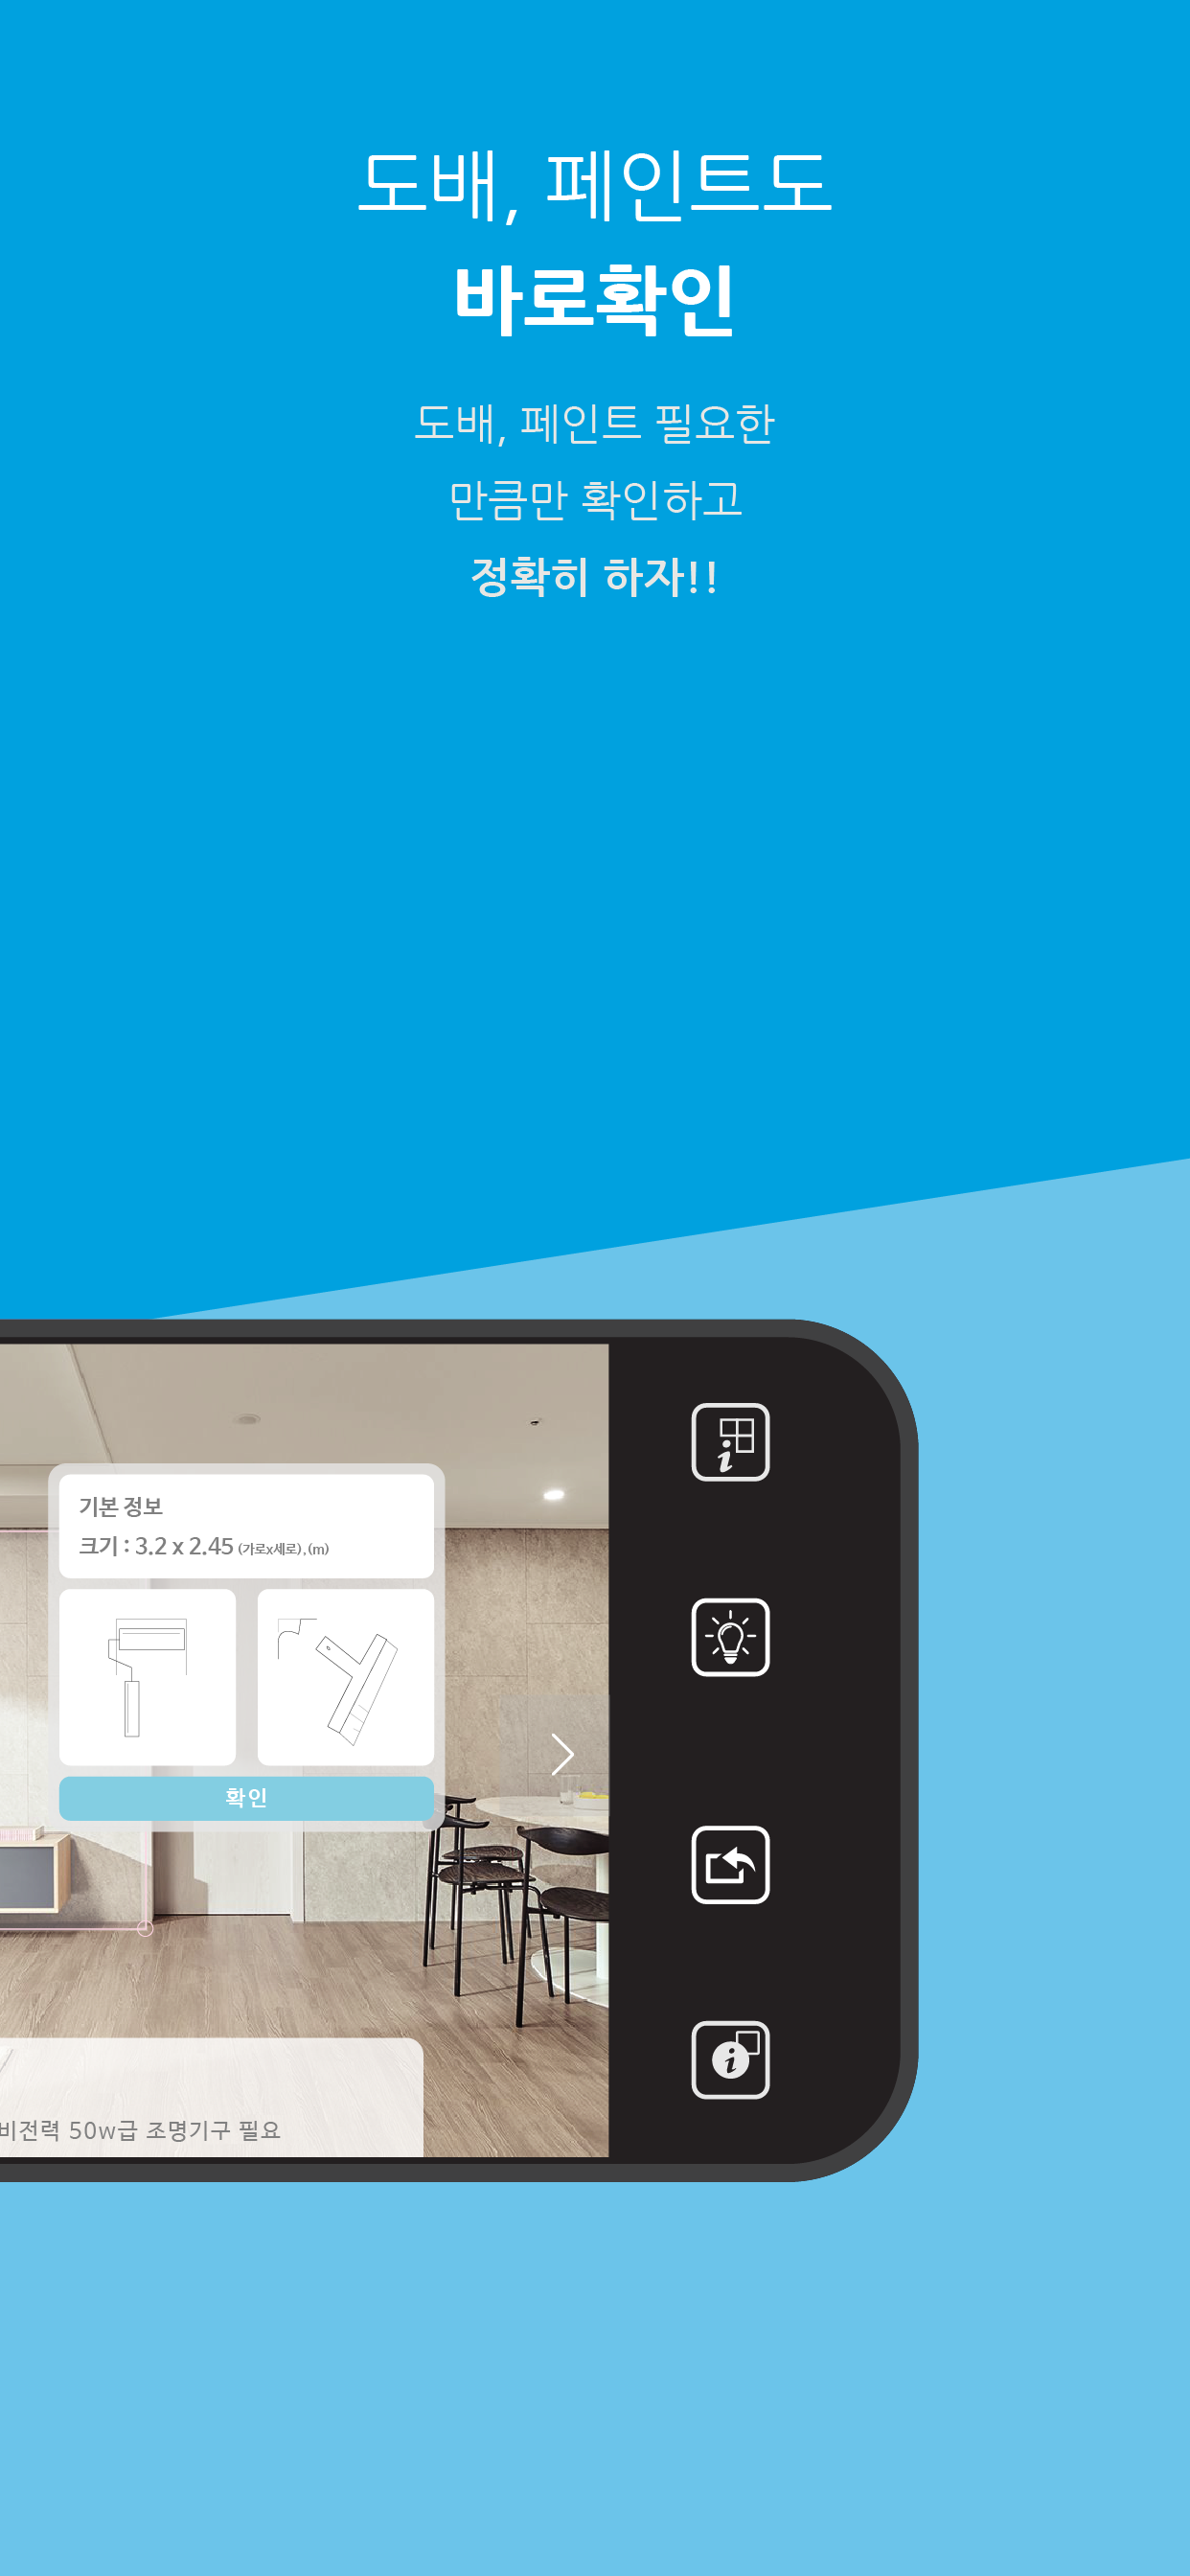 도배, 페인트도
바로확인
도배, 페인트 필요한
만큼만 확인하고
정확히 하자!!
기본 정보
크기 : 3.2 x 2.45 (가로x세로),(m)
확인
비전력 50w급 조명기구 필요